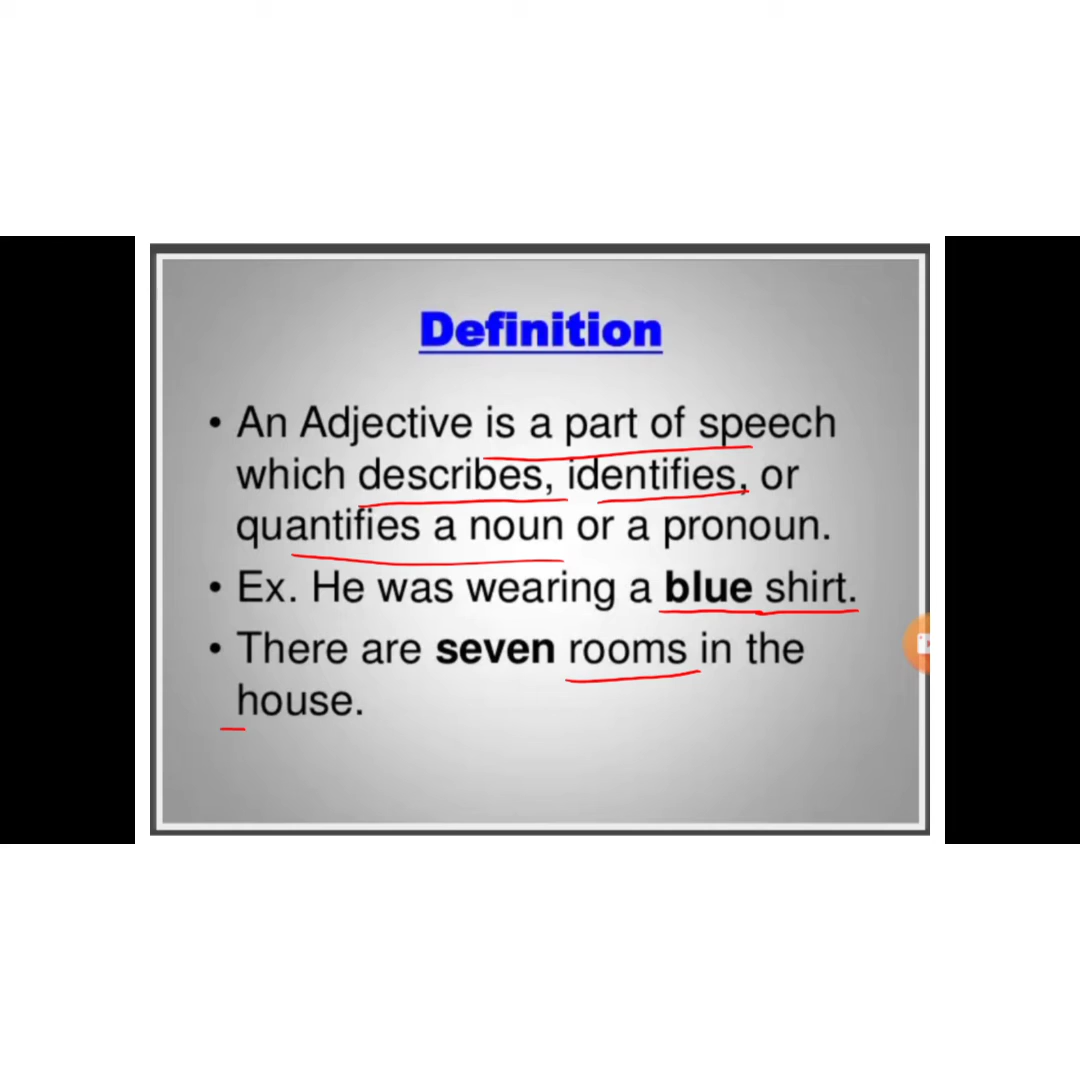 Definition
• An Adjective is a part of speech
which describes, identifies, or
quantifies a noun or a pronoun.
• Ex. He was wearing a blue shirt.
• There are seven rooms in the
house.